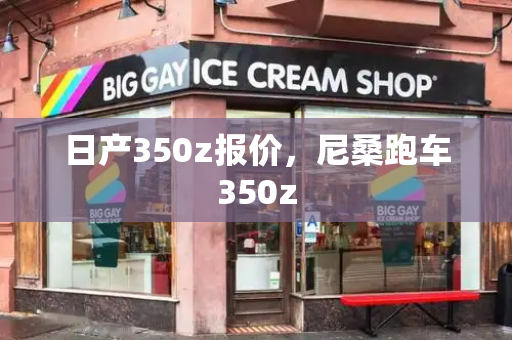 BIG GAY ICE CREAM SHOP
日产350z报价，尼桑跑车
350z
BIG GAY
ICE CREAM SHOP
BIG GAY
ICE CREAM SHOP
A